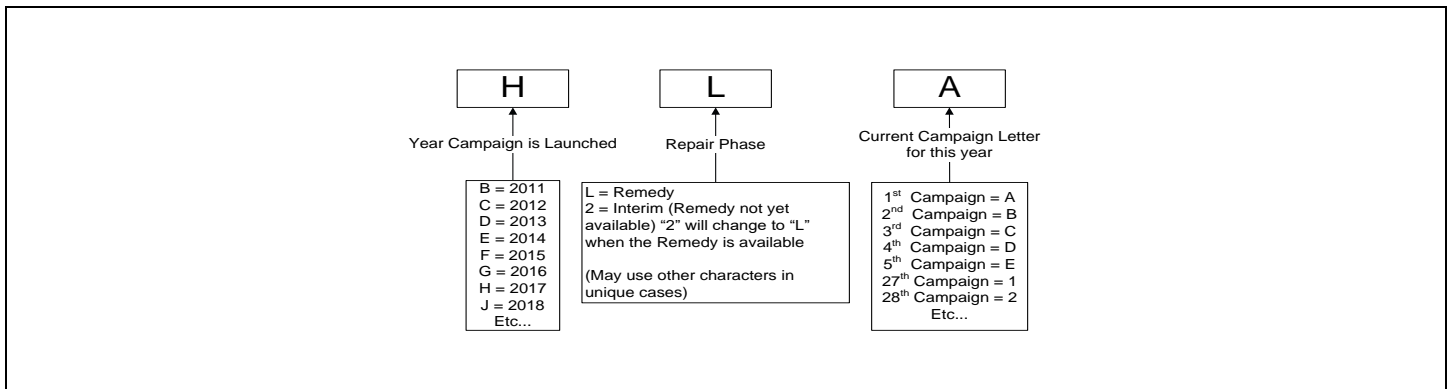 H
L
A
Year Campaign is Launched
Repair Phase
Current Campaign Letter
for this year
B = 2011
C = 2012
D = 2013
E = 2014
F = 2015
G = 2016
H = 2017
J = 2018
Etc...
L = Remedy
2 = Interim (Remedy not yet
available) “2” will change to “L”
when the Remedy is available
(May use other characters in
unique cases)
1st Campaign = A
2nd Campaign = B
3rd Campaign = C
4th Campaign = D
5th Campaign = E
27th Campaign = 1
28th Campaign = 2
Etc...